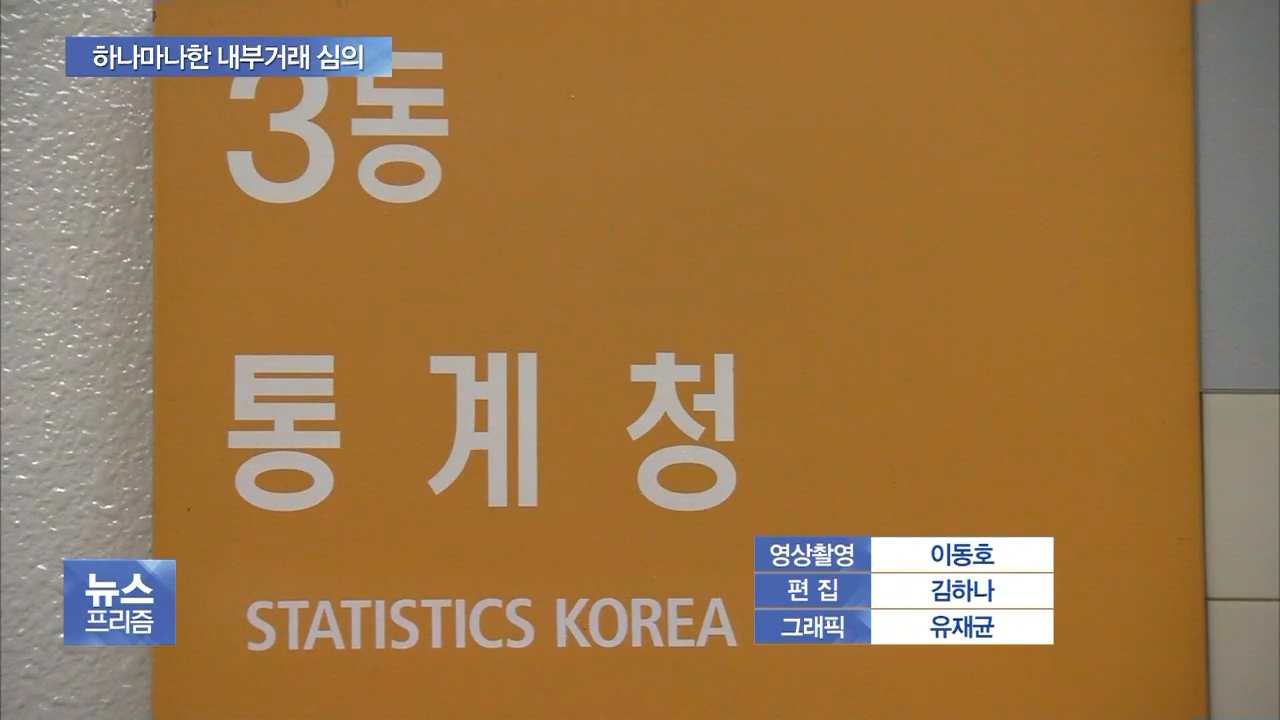 하나마나한 내부거래 심의
3동
통계청
STATISTICS KOREA
뉴스
프리즘
영상촬영 이동호
편집 김하나
그래픽 유재균